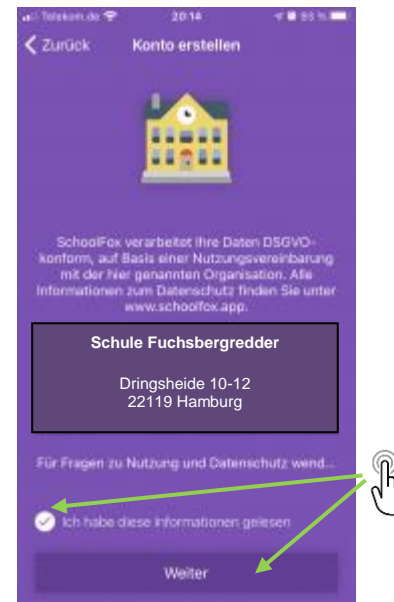 Telekom.de 20:14 93 %
Zurück Konto erstellen
SchoolFox verarbeitet Ihre Daten DSGVO-
konform, auf Basis einer Nutzungsvereinbarung
mit der hier genannten Organisation. Alle
Informationen zum Datenschutz finden Sie unter
www.schoolfox.app.
Schule Fuchsbergredder
Dringsheide 10-12
22119 Hamburg
Für Fragen zu Nutzung und Datenschutz wend...
Ich habe diese Informationen gelesen
Weiter